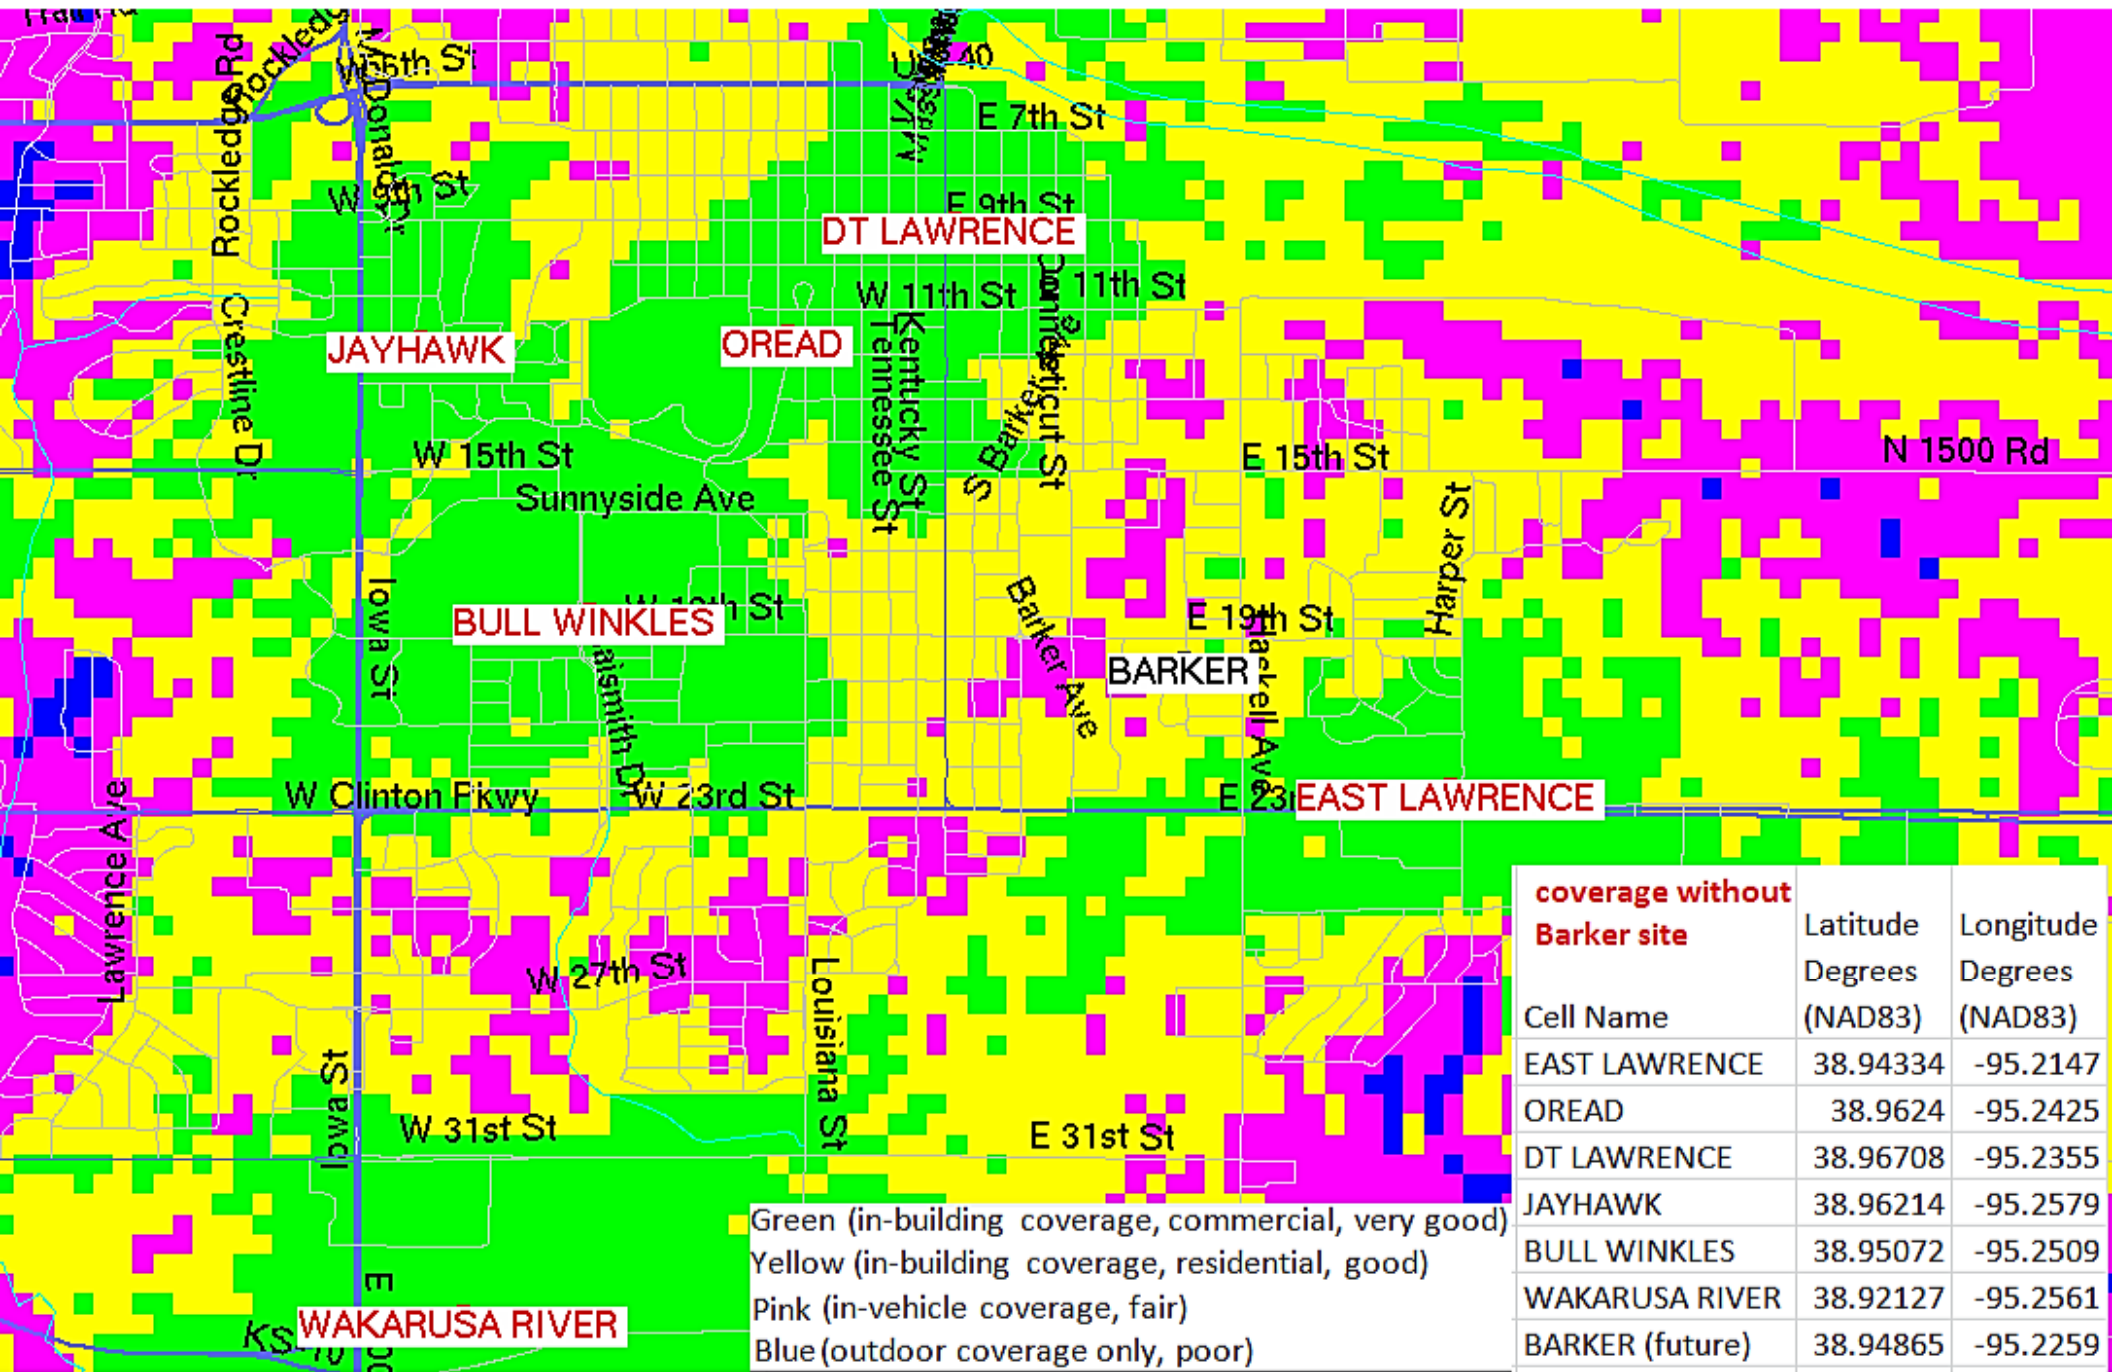 W 6th St
Rockledge Rd
McDonald Dr
E 7th St
E 9th St
DT LAWRENCE
W 11th St
11th St
Crestline Dr
JAYHAWK
OREAD
Kentucky St
Tennessee St
Connecticut St
S Barker
W 15th St
E 15th St
N 1500 Rd
Sunnyside Ave
Harper St
Iowa St
BULL WINKLES
W 19th St
E 19th St
Barker Ave
BARKER
Haskell Ave
Naismith Dr
W Clinton Pkwy
W 23rd St
E 23r
EAST LAWRENCE
Lawrence Ave
W 27th St
Louisiana St
Iowa St
W 31st St
E 31st St
WAKARUSA RIVER
Green (in-building coverage, commercial, very good)
Yellow (in-building coverage, residential, good)
Pink (in-vehicle coverage, fair)
Blue (outdoor coverage only, poor)
coverage without
Barker site
Latitude Longitude
Degrees Degrees
Cell Name (NAD83) (NAD83)
EAST LAWRENCE 38.94334 -95.2147
OREAD 38.9624 -95.2425
DT LAWRENCE 38.96708 -95.2355
JAYHAWK 38.96214 -95.2579
BULL WINKLES 38.95072 -95.2509
WAKARUSA RIVER 38.92127 -95.2561
BARKER (future) 38.94865 -95.2259